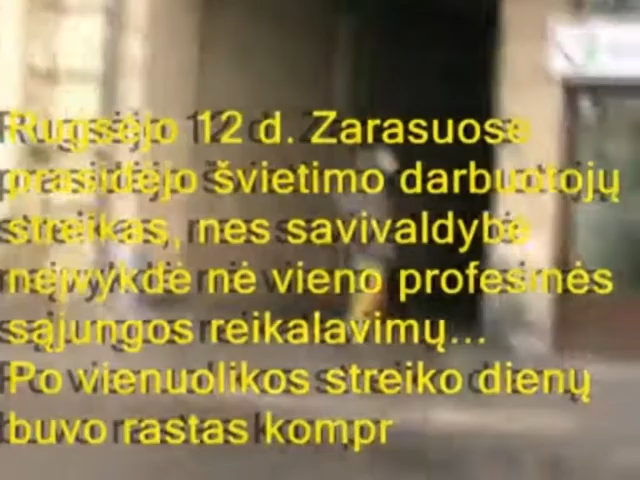 Rugsėjo 12 d. Zarasuose
prasidėjo švietimo darbuotojų
streikas, nes savivaldybė
neįvykdė nė vieno profesinės
sąjungos reikalavimų...
Po vienuolikos streiko dienų
buvo rastas kompr